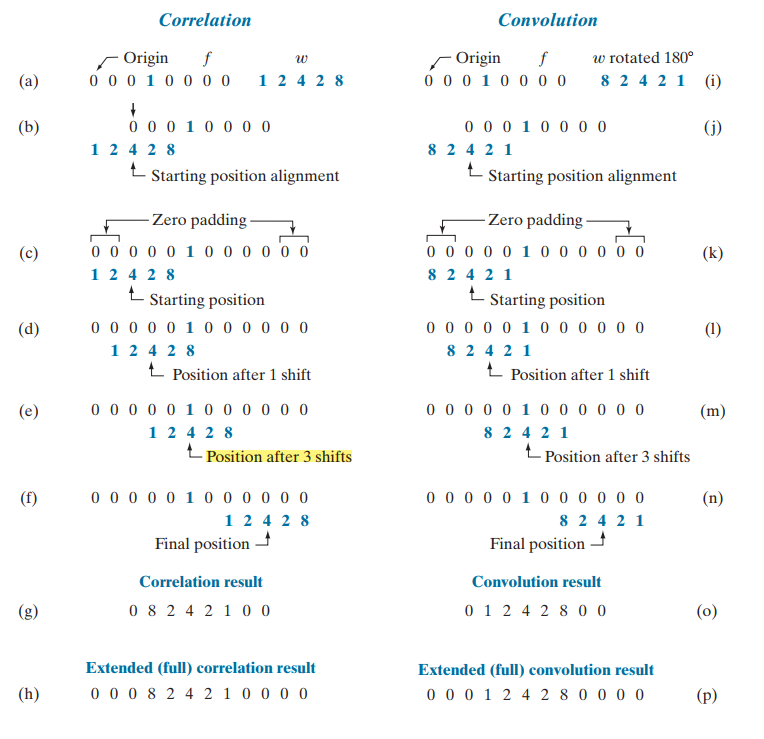 Correlation
Origin f w
(a) 0 0 0 1 0 0 0 0 1 2 4 2 8
(b) 0 0 0 1 0 0 0 0
1 2 4 2 8
Starting position alignment
Zero padding
(c) 0 0 0 0 0 1 0 0 0 0 0 0
1 2 4 2 8
Starting position
(d) 0 0 0 0 0 1 0 0 0 0 0 0
1 2 4 2 8
Position after 1 shift
(e) 0 0 0 0 0 1 0 0 0 0 0 0
1 2 4 2 8
Position after 3 shifts
(f) 0 0 0 0 0 1 0 0 0 0 0 0
1 2 4 2 8
Final position
Correlation result
(g) 0 8 2 4 2 1 0 0
Extended (full) correlation result
(h) 0 0 0 8 2 4 2 1 0 0 0 0
Convolution
Origin f w rotated 180°
0 0 0 1 0 0 0 0 8 2 4 2 1 (i)
0 0 0 1 0 0 0 0 (j)
8 2 4 2 1
Starting position alignment
Zero padding
0 0 0 0 0 1 0 0 0 0 0 0 (k)
8 2 4 2 1
Starting position
0 0 0 0 0 1 0 0 0 0 0 0 (l)
8 2 4 2 1
Position after 1 shift
0 0 0 0 0 1 0 0 0 0 0 0 (m)
8 2 4 2 1
Position after 3 shifts
0 0 0 0 0 1 0 0 0 0 0 0 (n)
8 2 4 2 1
Final position
Convolution result
0 1 2 4 2 8 0 0 (o)
Extended (full) convolution result
0 0 0 1 2 4 2 8 0 0 0 0 (p)